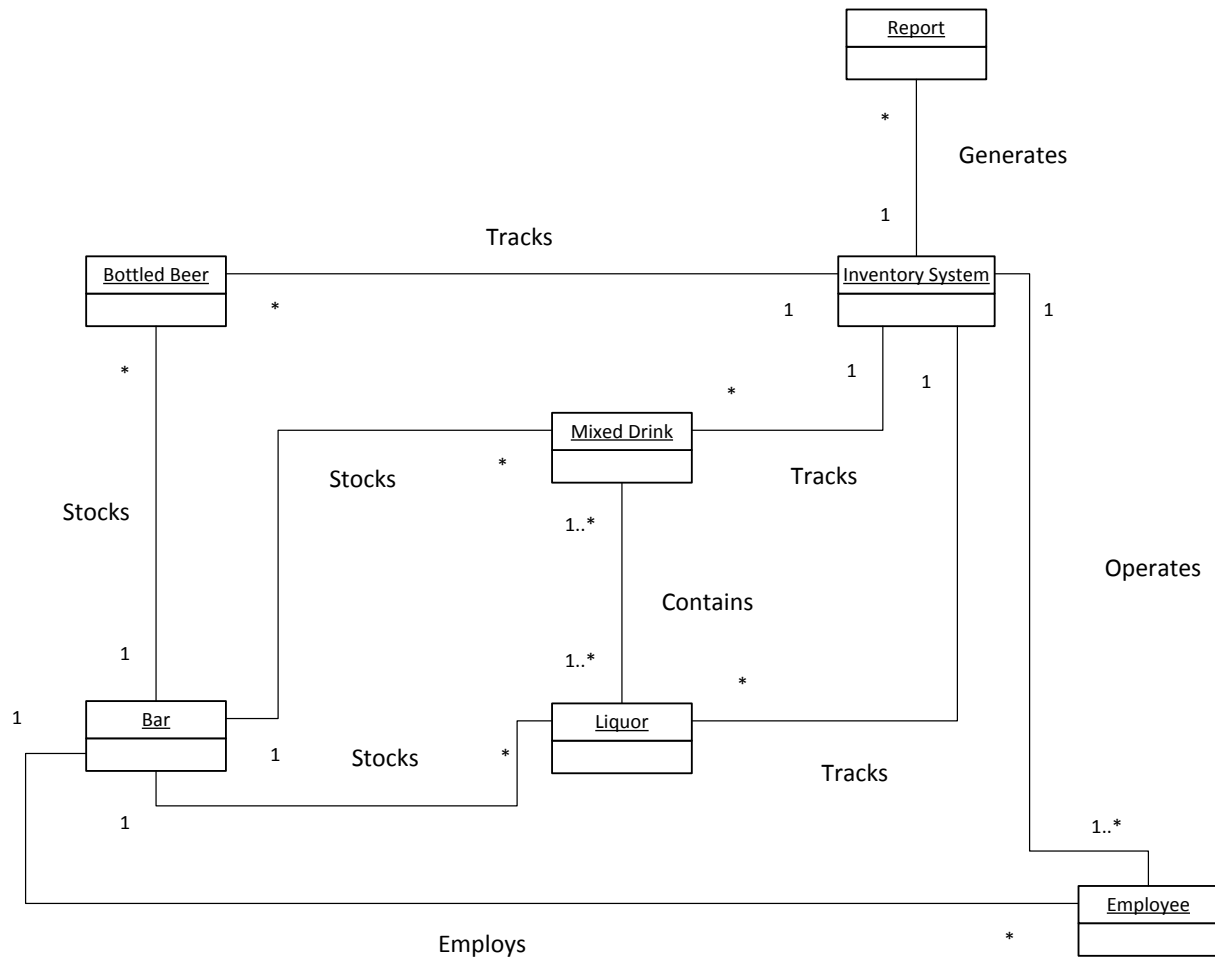 Report
*
Generates
1
Tracks
Bottled Beer
Inventory System
*
1
1
*
1
1
*
Mixed Drink
*
Stocks
Tracks
Stocks
1..*
Operates
Contains
1
1..*
*
1
Bar
Liquor
1
Stocks
*
Tracks
1
1..*
Employee
Employs
*